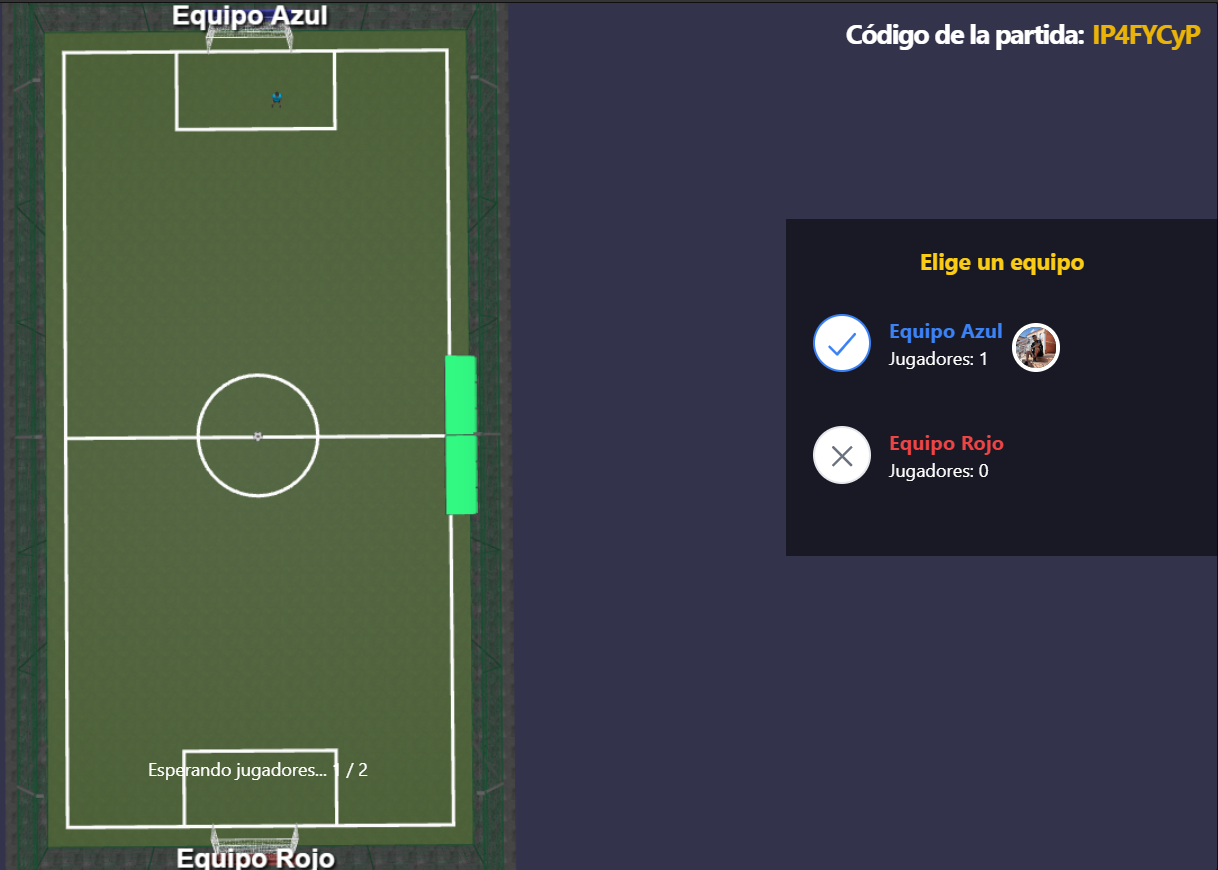 Equipo Azul
Código de la partida: IP4FYCyP
Elige un equipo
Equipo Azul
Jugadores: 1
Equipo Rojo
Jugadores: 0
Esperando jugadores... 1 / 2
Equipo Rojo